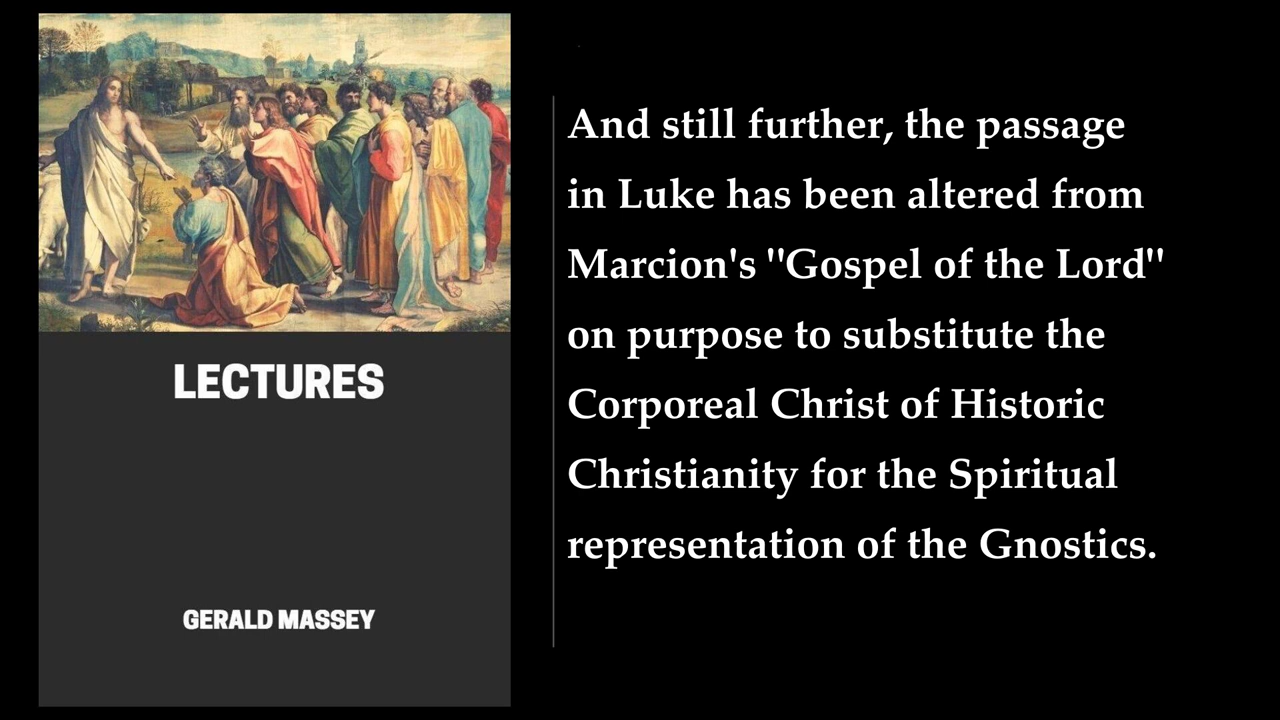 LECTURES
GERALD MASSEY
And still further, the passage
in Luke has been altered from
Marcion's "Gospel of the Lord"
on purpose to substitute the
Corporeal Christ of Historic
Christianity for the Spiritual
representation of the Gnostics.